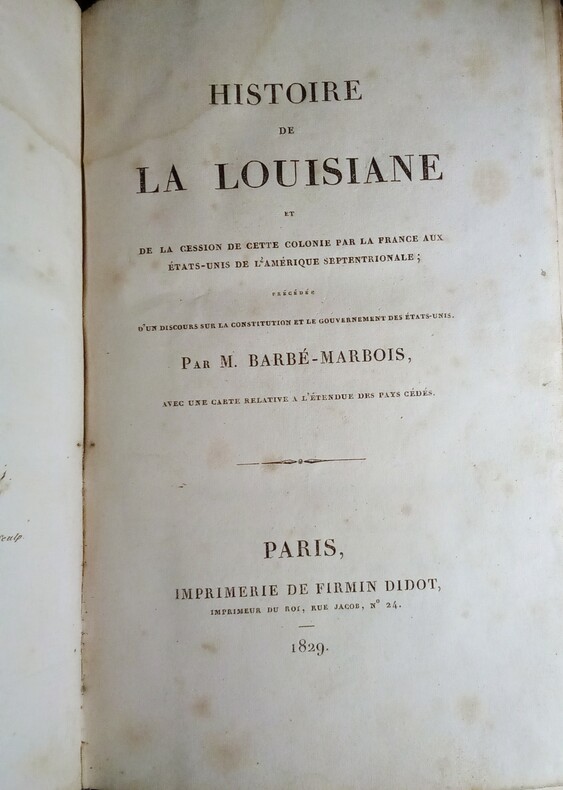 HISTOIRE
DE
LA LOUISIANE
ET
DE LA CESSION DE CETTE COLONIE PAR LA FRANCE AUX
ÉTATS-UNIS DE L'AMÉRIQUE SEPTENTRIONALE ;
PRÉCÉDÉE
D'UN DISCOURS SUR LA CONSTITUTION ET LE GOUVERNEMENT DES ÉTATS-UNIS.
PAR M. BARBÉ-MARBOIS,
AVEC UNE CARTE RELATIVE A L'ÉTENDUE DES PAYS CÉDÉS.
PARIS,
IMPRIMERIE DE FIRMIN DIDOT,
IMPRIMEUR DU ROI, RUE JACOB, Nº 24.
1829.